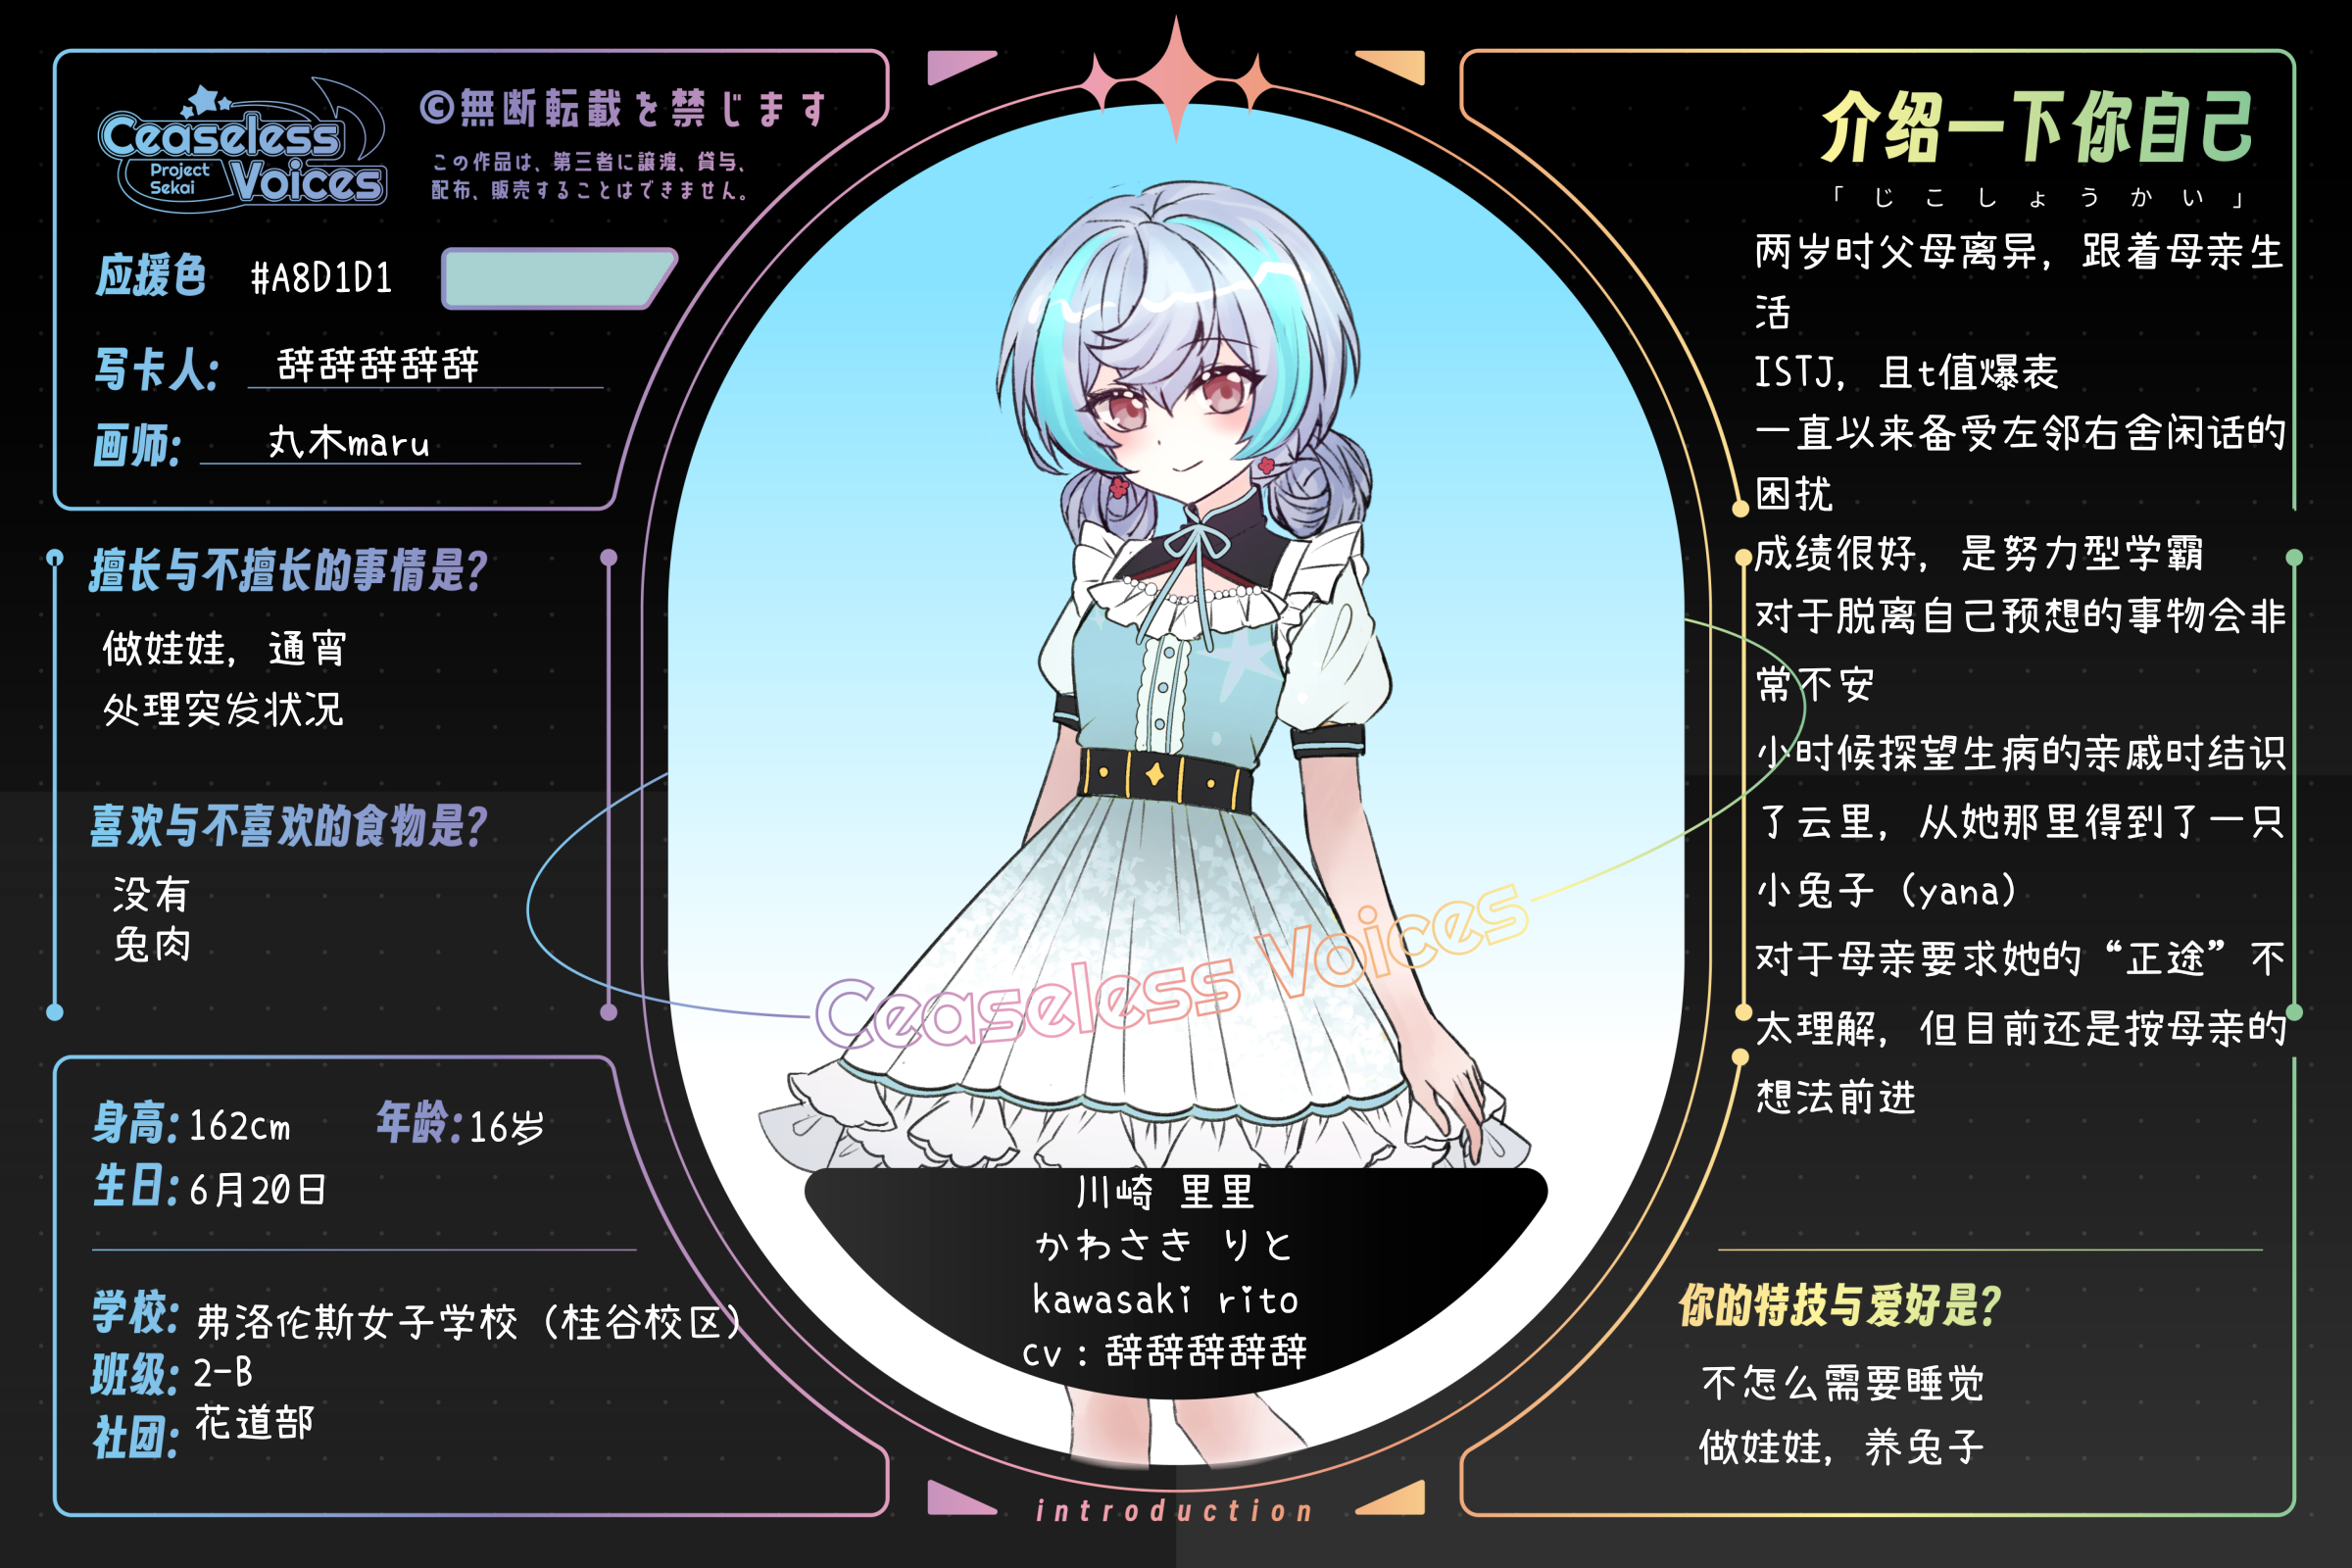 Ceaseless
Project
Sekai
Voices
©無断転載を禁じます
この作品は、第三者に譲渡、貸与、
配布、販売することはできません。
应援色 #A8D1D1
写卡人: 辞辞辞辞辞
画师: 丸木maru
擅长与不擅长的事情是?
做娃娃，通宵
处理突发状况
喜欢与不喜欢的食物是?
没有
兔肉
身高: 162cm 年龄: 16岁
生日: 6月20日
学校: 弗洛伦斯女子学校（桂谷校区）
班级: 2-B
社团: 花道部
Ceaseless Voices
川崎 里里
かわさき りと
kawasaki rito
cv：辞辞辞辞辞
introduction
介绍一下你自己
「じこしょうかい」
两岁时父母离异，跟着母亲生
活
ISTJ，且t值爆表
一直以来备受左邻右舍闲话的
困扰
成绩很好，是努力型学霸
对于脱离自己预想的事物会非
常不安
小时候探望生病的亲戚时结识
了云里，从她那里得到了一只
小兔子（yana）
对于母亲要求她的“正途”不
太理解，但目前还是按母亲的
想法前进
你的特技与爱好是?
不怎么需要睡觉
做娃娃，养兔子